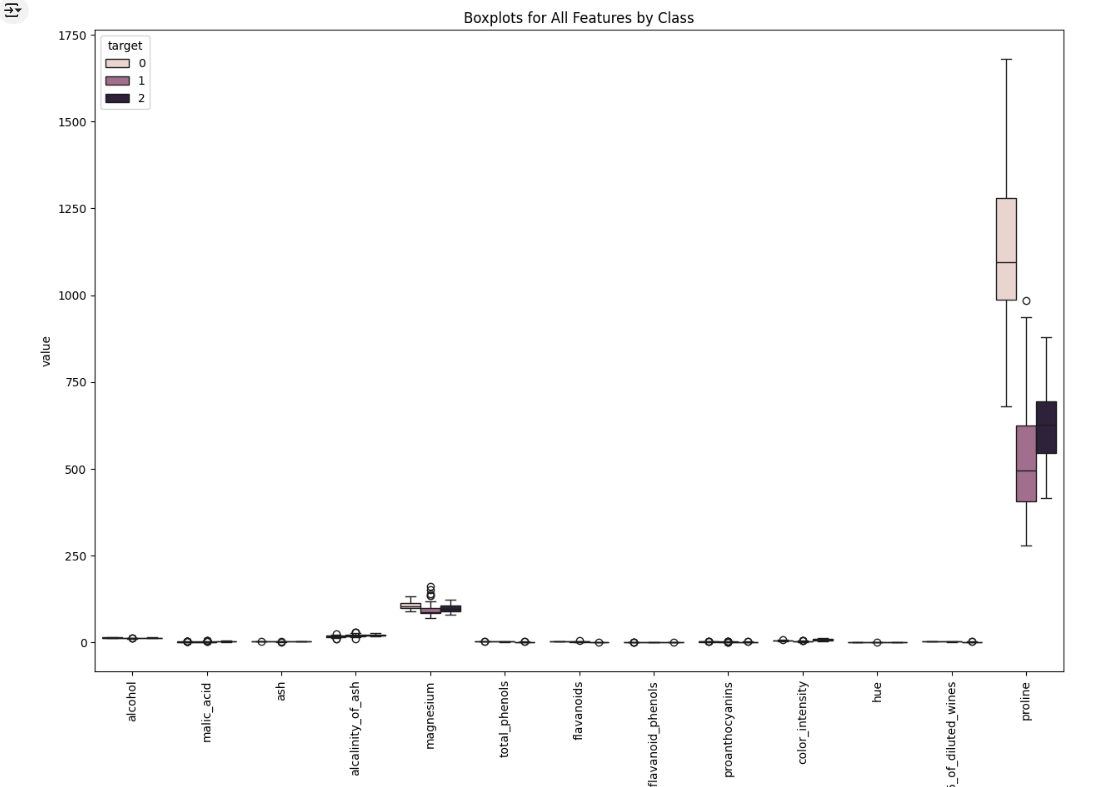 Boxplots for All Features by Class
target
0
1
2
1750
1500
1250
1000
750
500
250
0
value
alcohol
malic_acid
ash
alcalinity_of_ash
magnesium
total_phenols
flavanoids
flavanoid_phenols
proanthocyanins
color_intensity
hue
_of_diluted_wines
proline